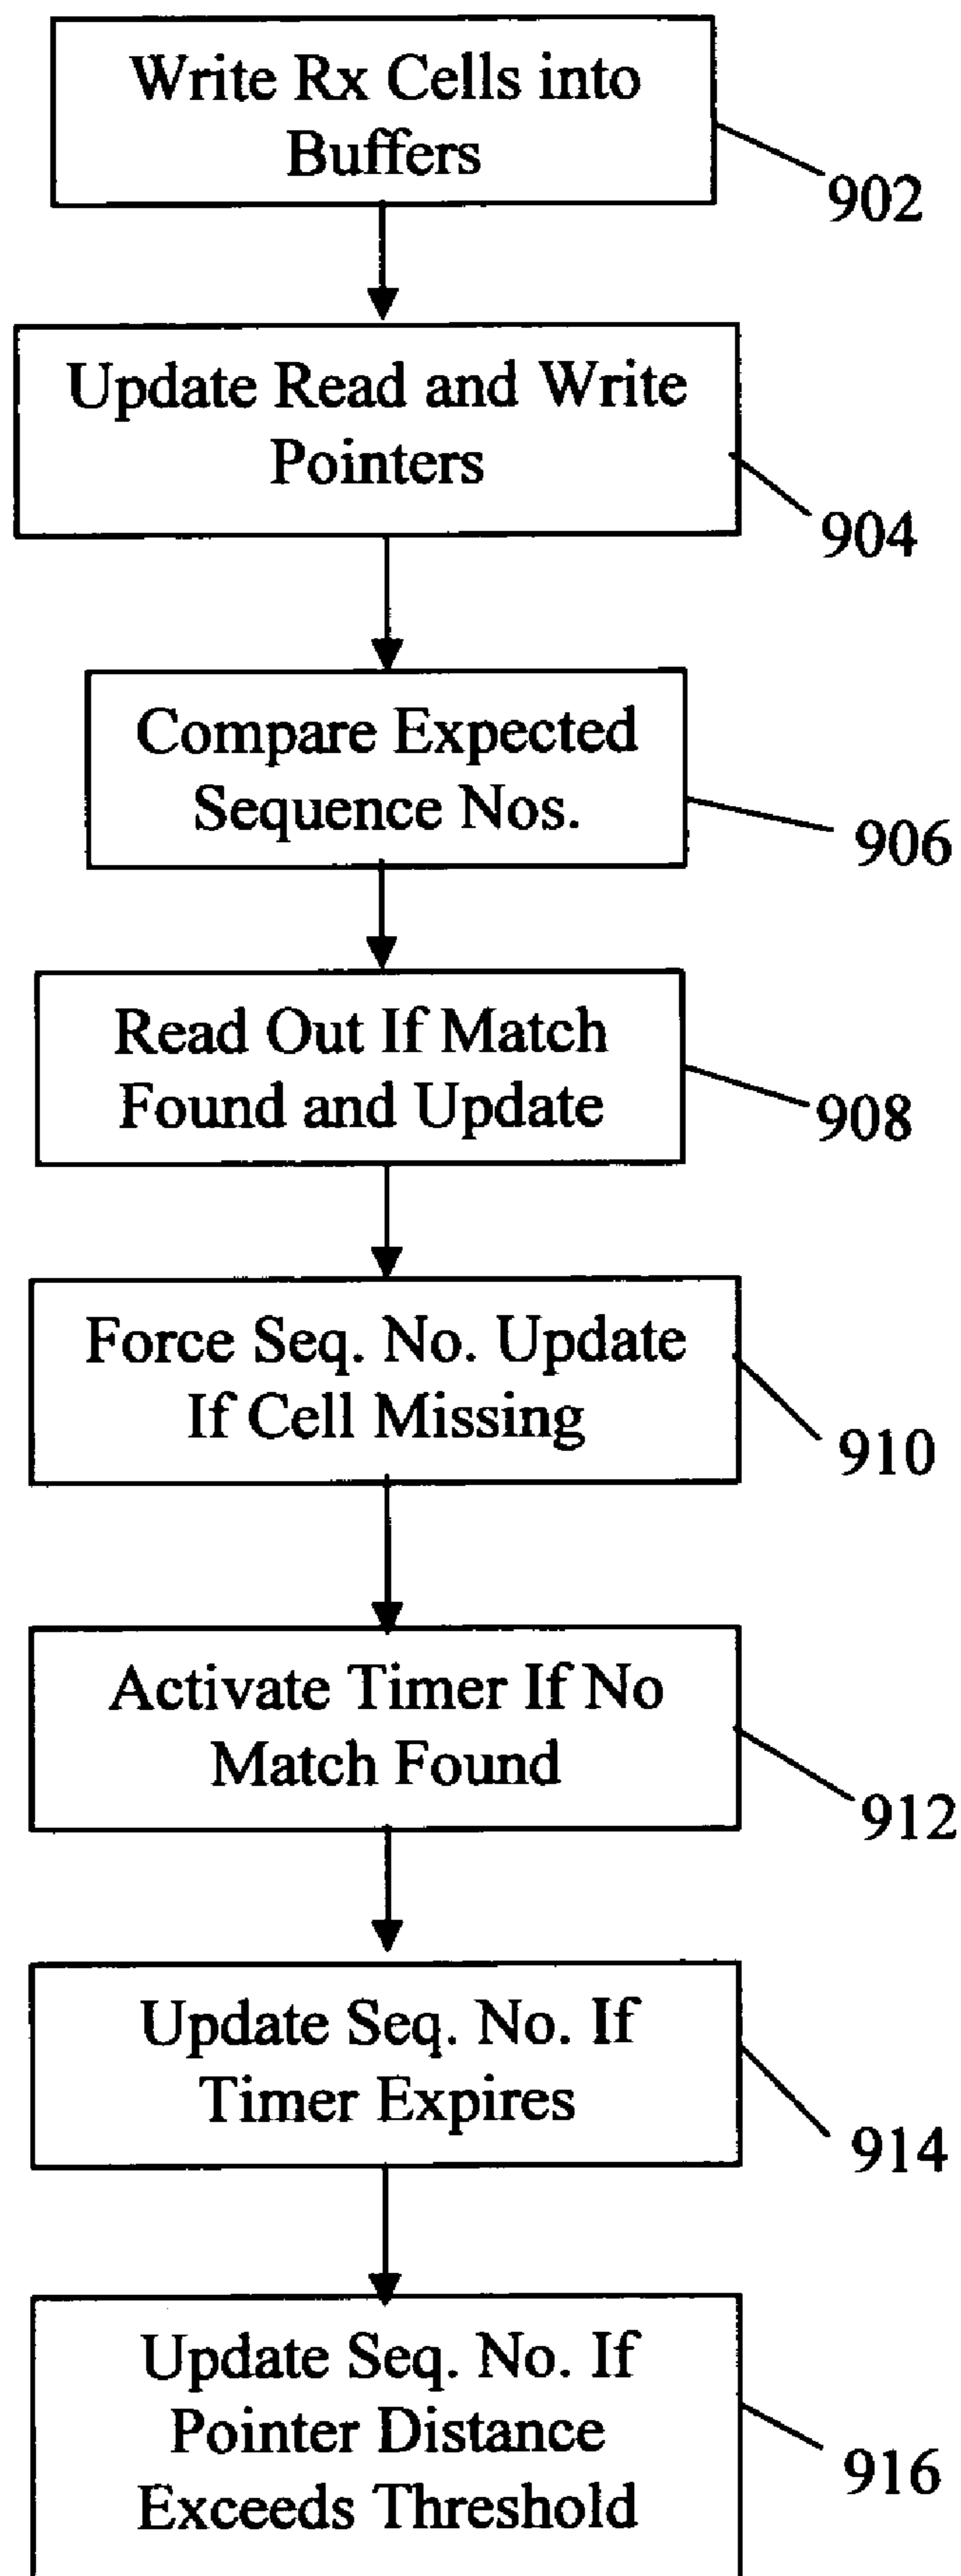 Write Rx Cells into
Buffers
902
Update Read and Write
Pointers
904
Compare Expected
Sequence Nos.
906
Read Out If Match
Found and Update
908
Force Seq. No. Update
If Cell Missing
910
Activate Timer If No
Match Found
912
Update Seq. No. If
Timer Expires
914
Update Seq. No. If
Pointer Distance
Exceeds Threshold
916